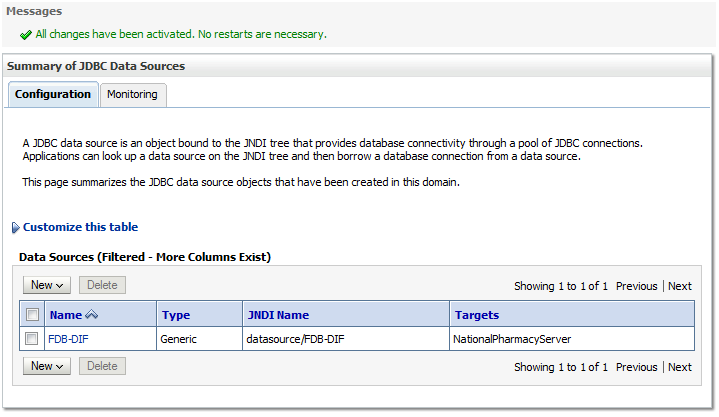 Messages
All changes have been activated. No restarts are necessary.
Summary of JDBC Data Sources
Configuration Monitoring
A JDBC data source is an object bound to the JNDI tree that provides database connectivity through a pool of JDBC connections.
Applications can look up a data source on the JNDI tree and then borrow a database connection from a data source.
This page summarizes the JDBC data source objects that have been created in this domain.
Customize this table
Data Sources (Filtered - More Columns Exist)
New Delete Showing 1 to 1 of 1 Previous | Next
Name Type JNDI Name Targets
FDB-DIF Generic datasource/FDB-DIF NationalPharmacyServer
New Delete Showing 1 to 1 of 1 Previous | Next